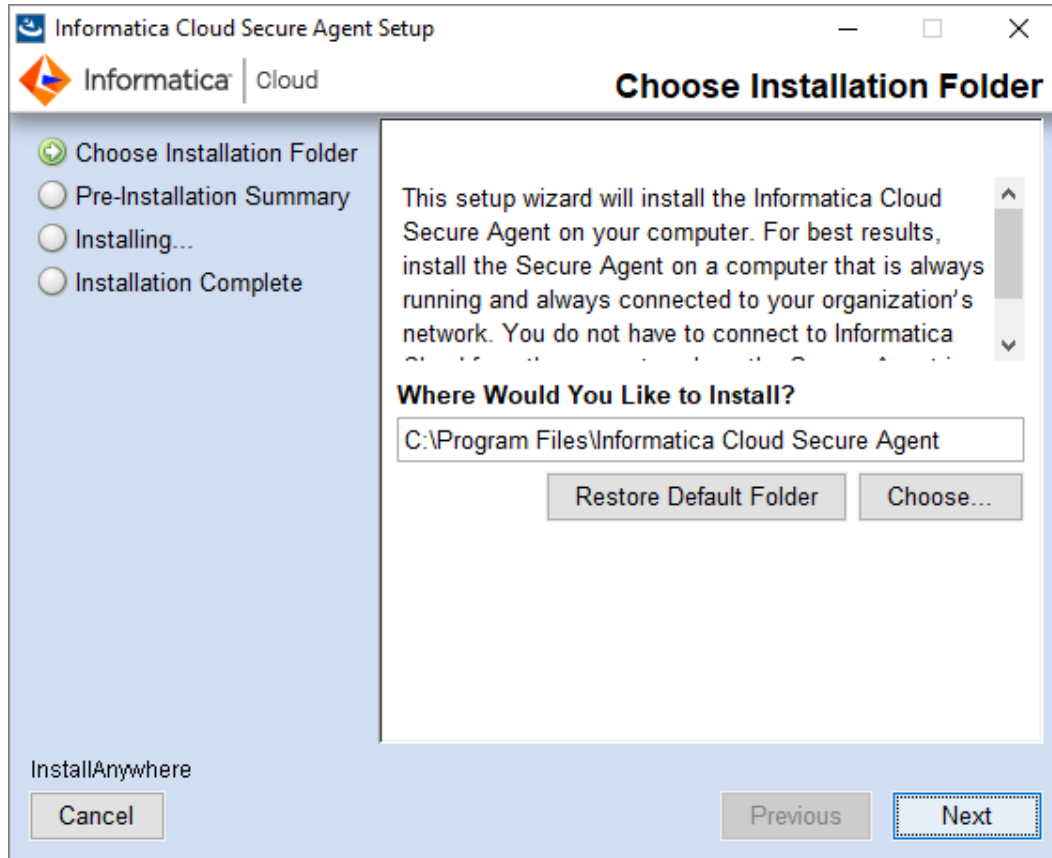 Informatica Cloud Secure Agent Setup
Informatica Cloud
Choose Installation Folder
Choose Installation Folder
Pre-Installation Summary
Installing...
Installation Complete
This setup wizard will install the Informatica Cloud
Secure Agent on your computer. For best results,
install the Secure Agent on a computer that is always
running and always connected to your organization's
network. You do not have to connect to Informatica
Where Would You Like to Install?
C:\Program Files\Informatica Cloud Secure Agent
Restore Default Folder
Choose...
InstallAnywhere
Cancel
Previous
Next